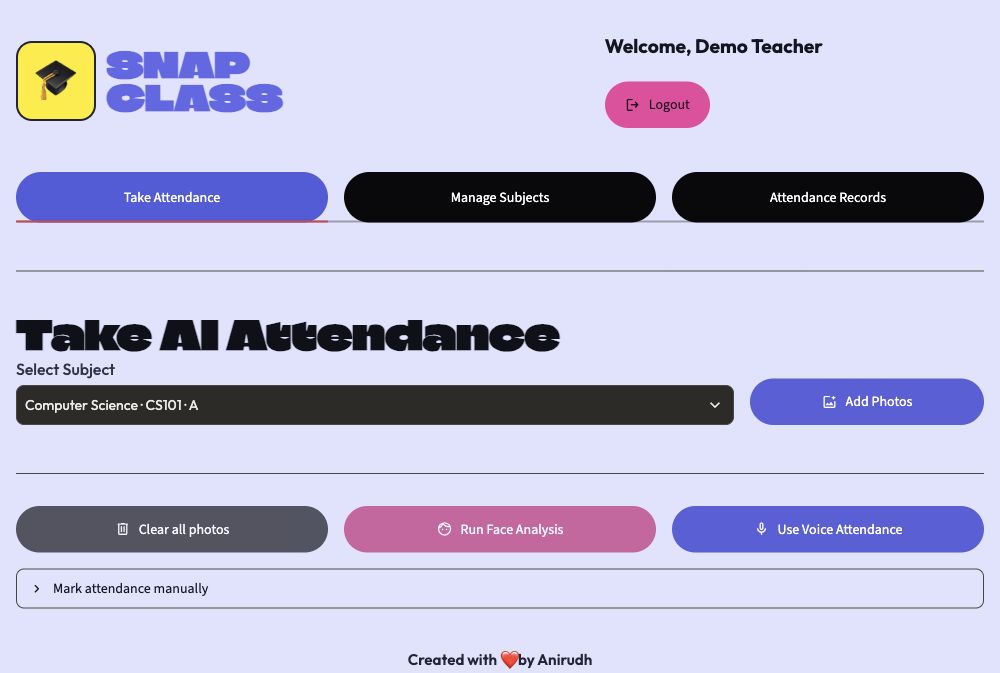 SNAP
CLASS
Welcome, Demo Teacher
Logout
Take Attendance
Manage Subjects
Attendance Records
Take AI Attendance
Select Subject
Computer Science · CS101 · A
Add Photos
Clear all photos
Run Face Analysis
Use Voice Attendance
Mark attendance manually
Created with ❤️by Anirudh